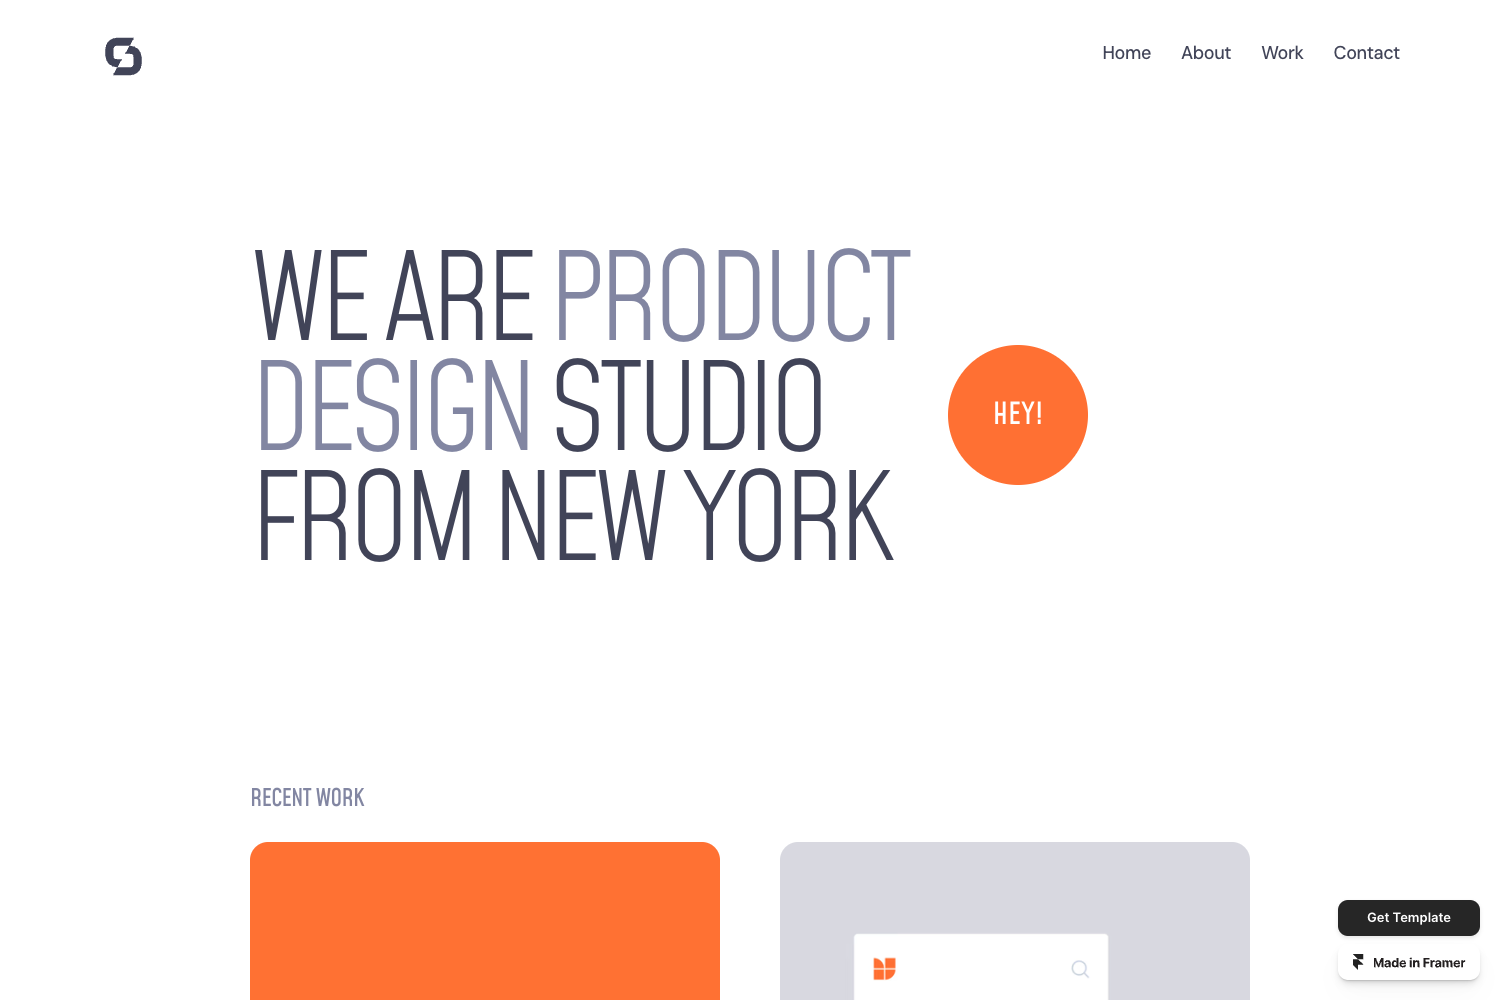 Home About Work Contact
WE ARE PRODUCT
DESIGN STUDIO
FROM NEW YORK
HEY!
RECENT WORK
Get Template
Made in Framer